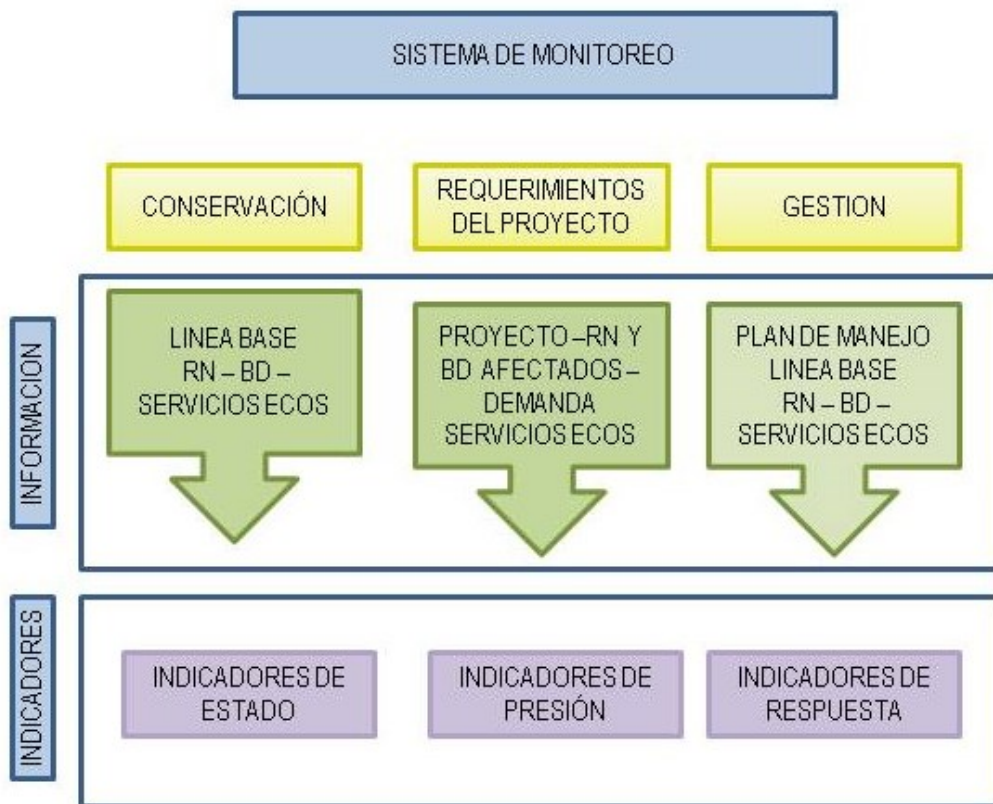 SISTEMA DE MONITOREO
CONSERVACIÓN
REQUERIMIENTOS
DEL PROYECTO
GESTION
INFORMACION
LINEA BASE
RN – BD –
SERVICIOS ECOS
PROYECTO –RN Y
BD AFECTADOS –
DEMANDA
SERVICIOS ECOS
PLAN DE MANEJO
LINEA BASE
RN – BD –
SERVICIOS ECOS
INDICADORES
INDICADORES DE
ESTADO
INDICADORES DE
PRESIÓN
INDICADORES DE
RESPUESTA